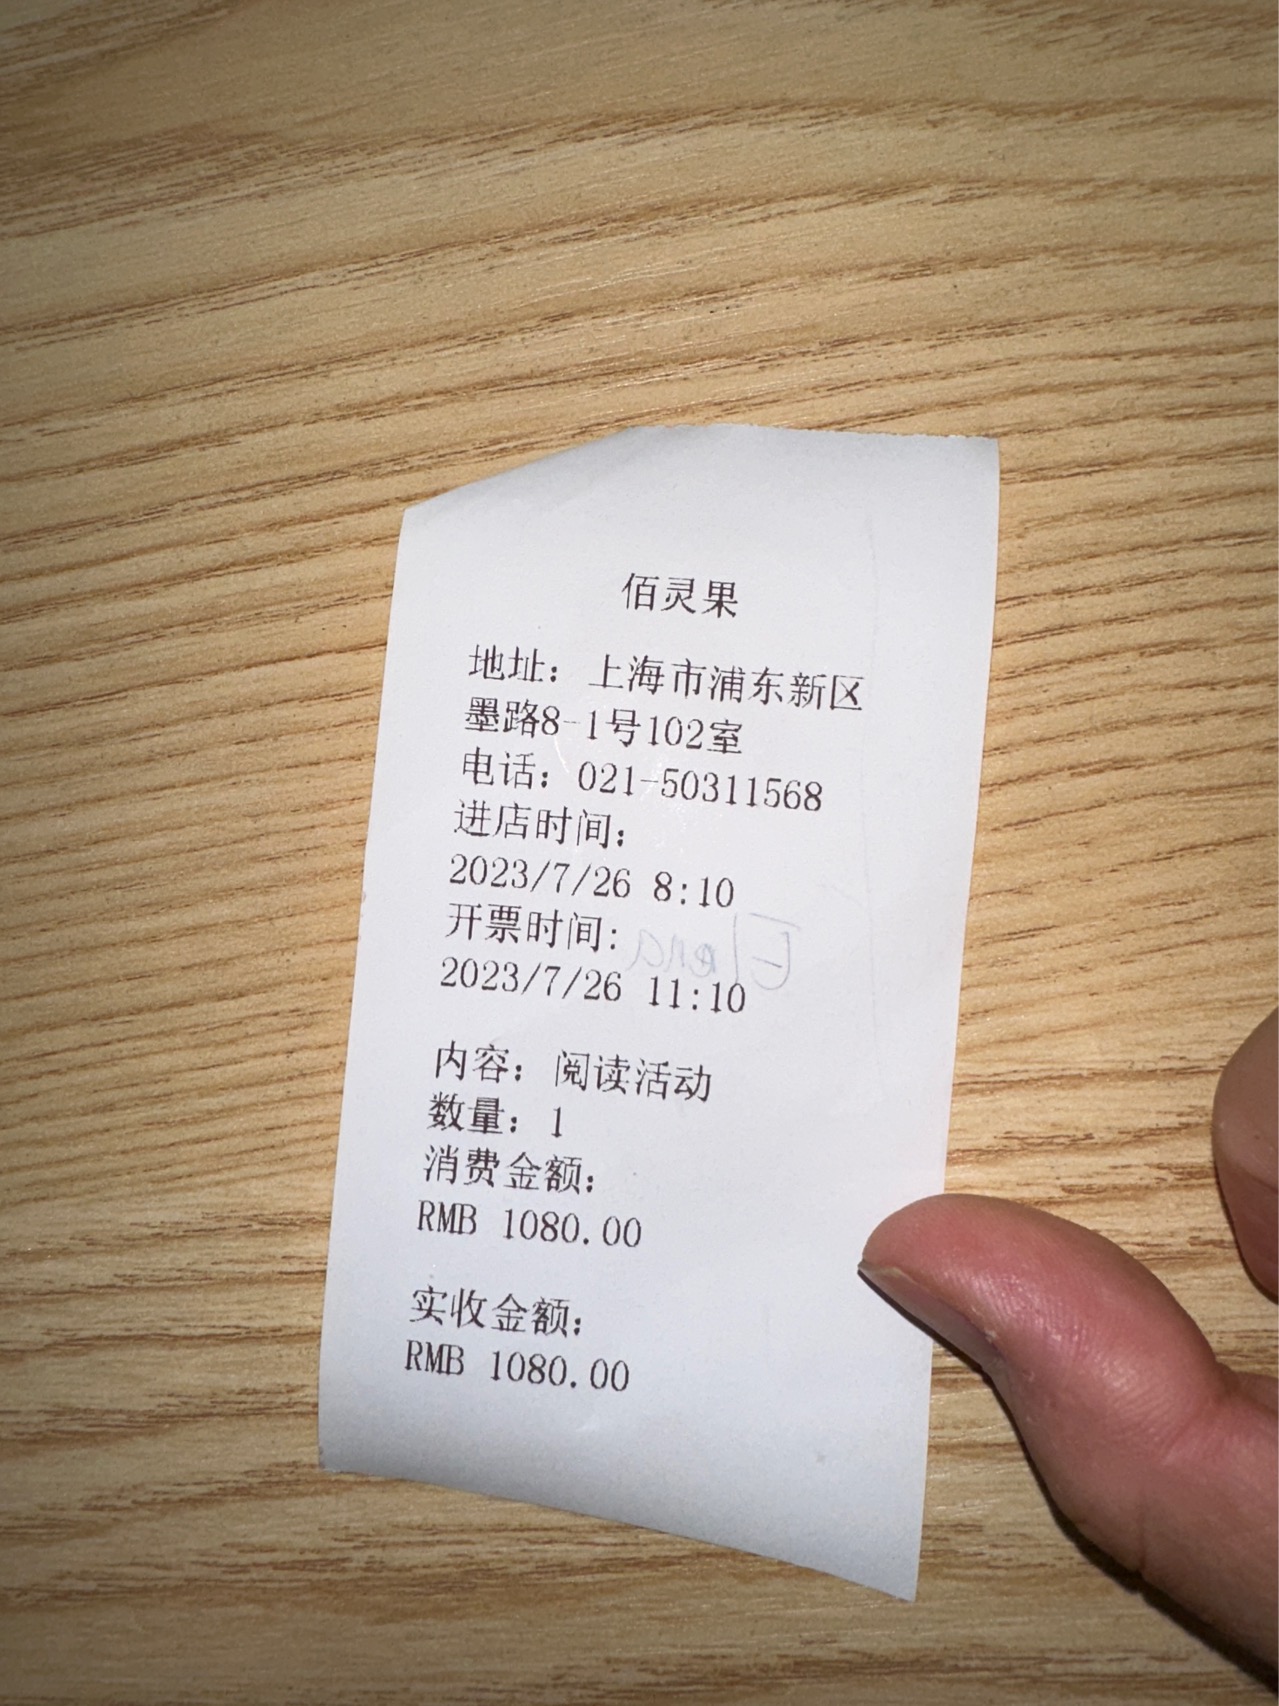 佰灵果
地址：上海市浦东新区
墨路8-1号102室
电话：021-50311568
进店时间：
2023/7/26 8:10
开票时间:
Elena
2023/7/26 11:10
内容：阅读活动
数量：1
消费金额：
RMB 1080.00
实收金额：
RMB 1080.00